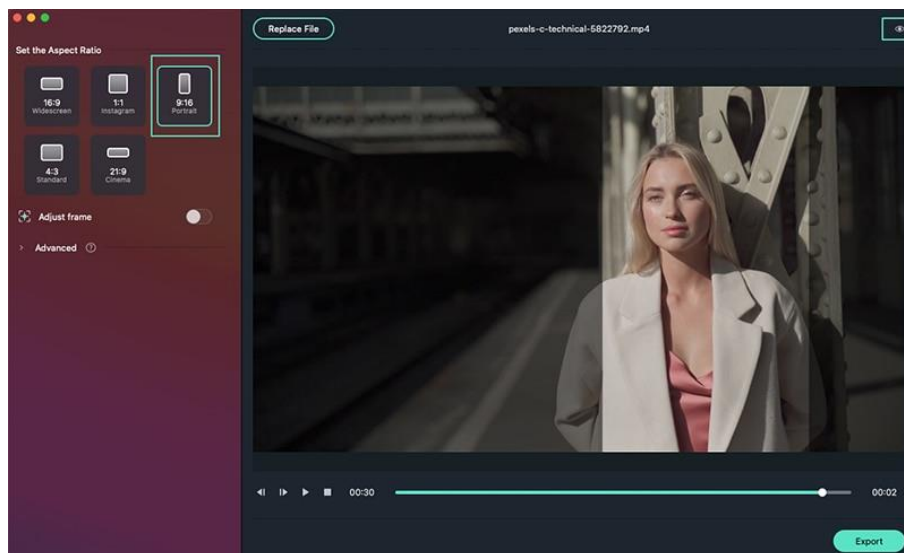 Replace File
pexels-c-technical-5822792.mp4
Set the Aspect Ratio
16:9
Widescreen
1:1
Instagram
9:16
Portrait
4:3
Standard
21:9
Cinema
Adjust frame
Advanced ?
00:30
00:02
Export